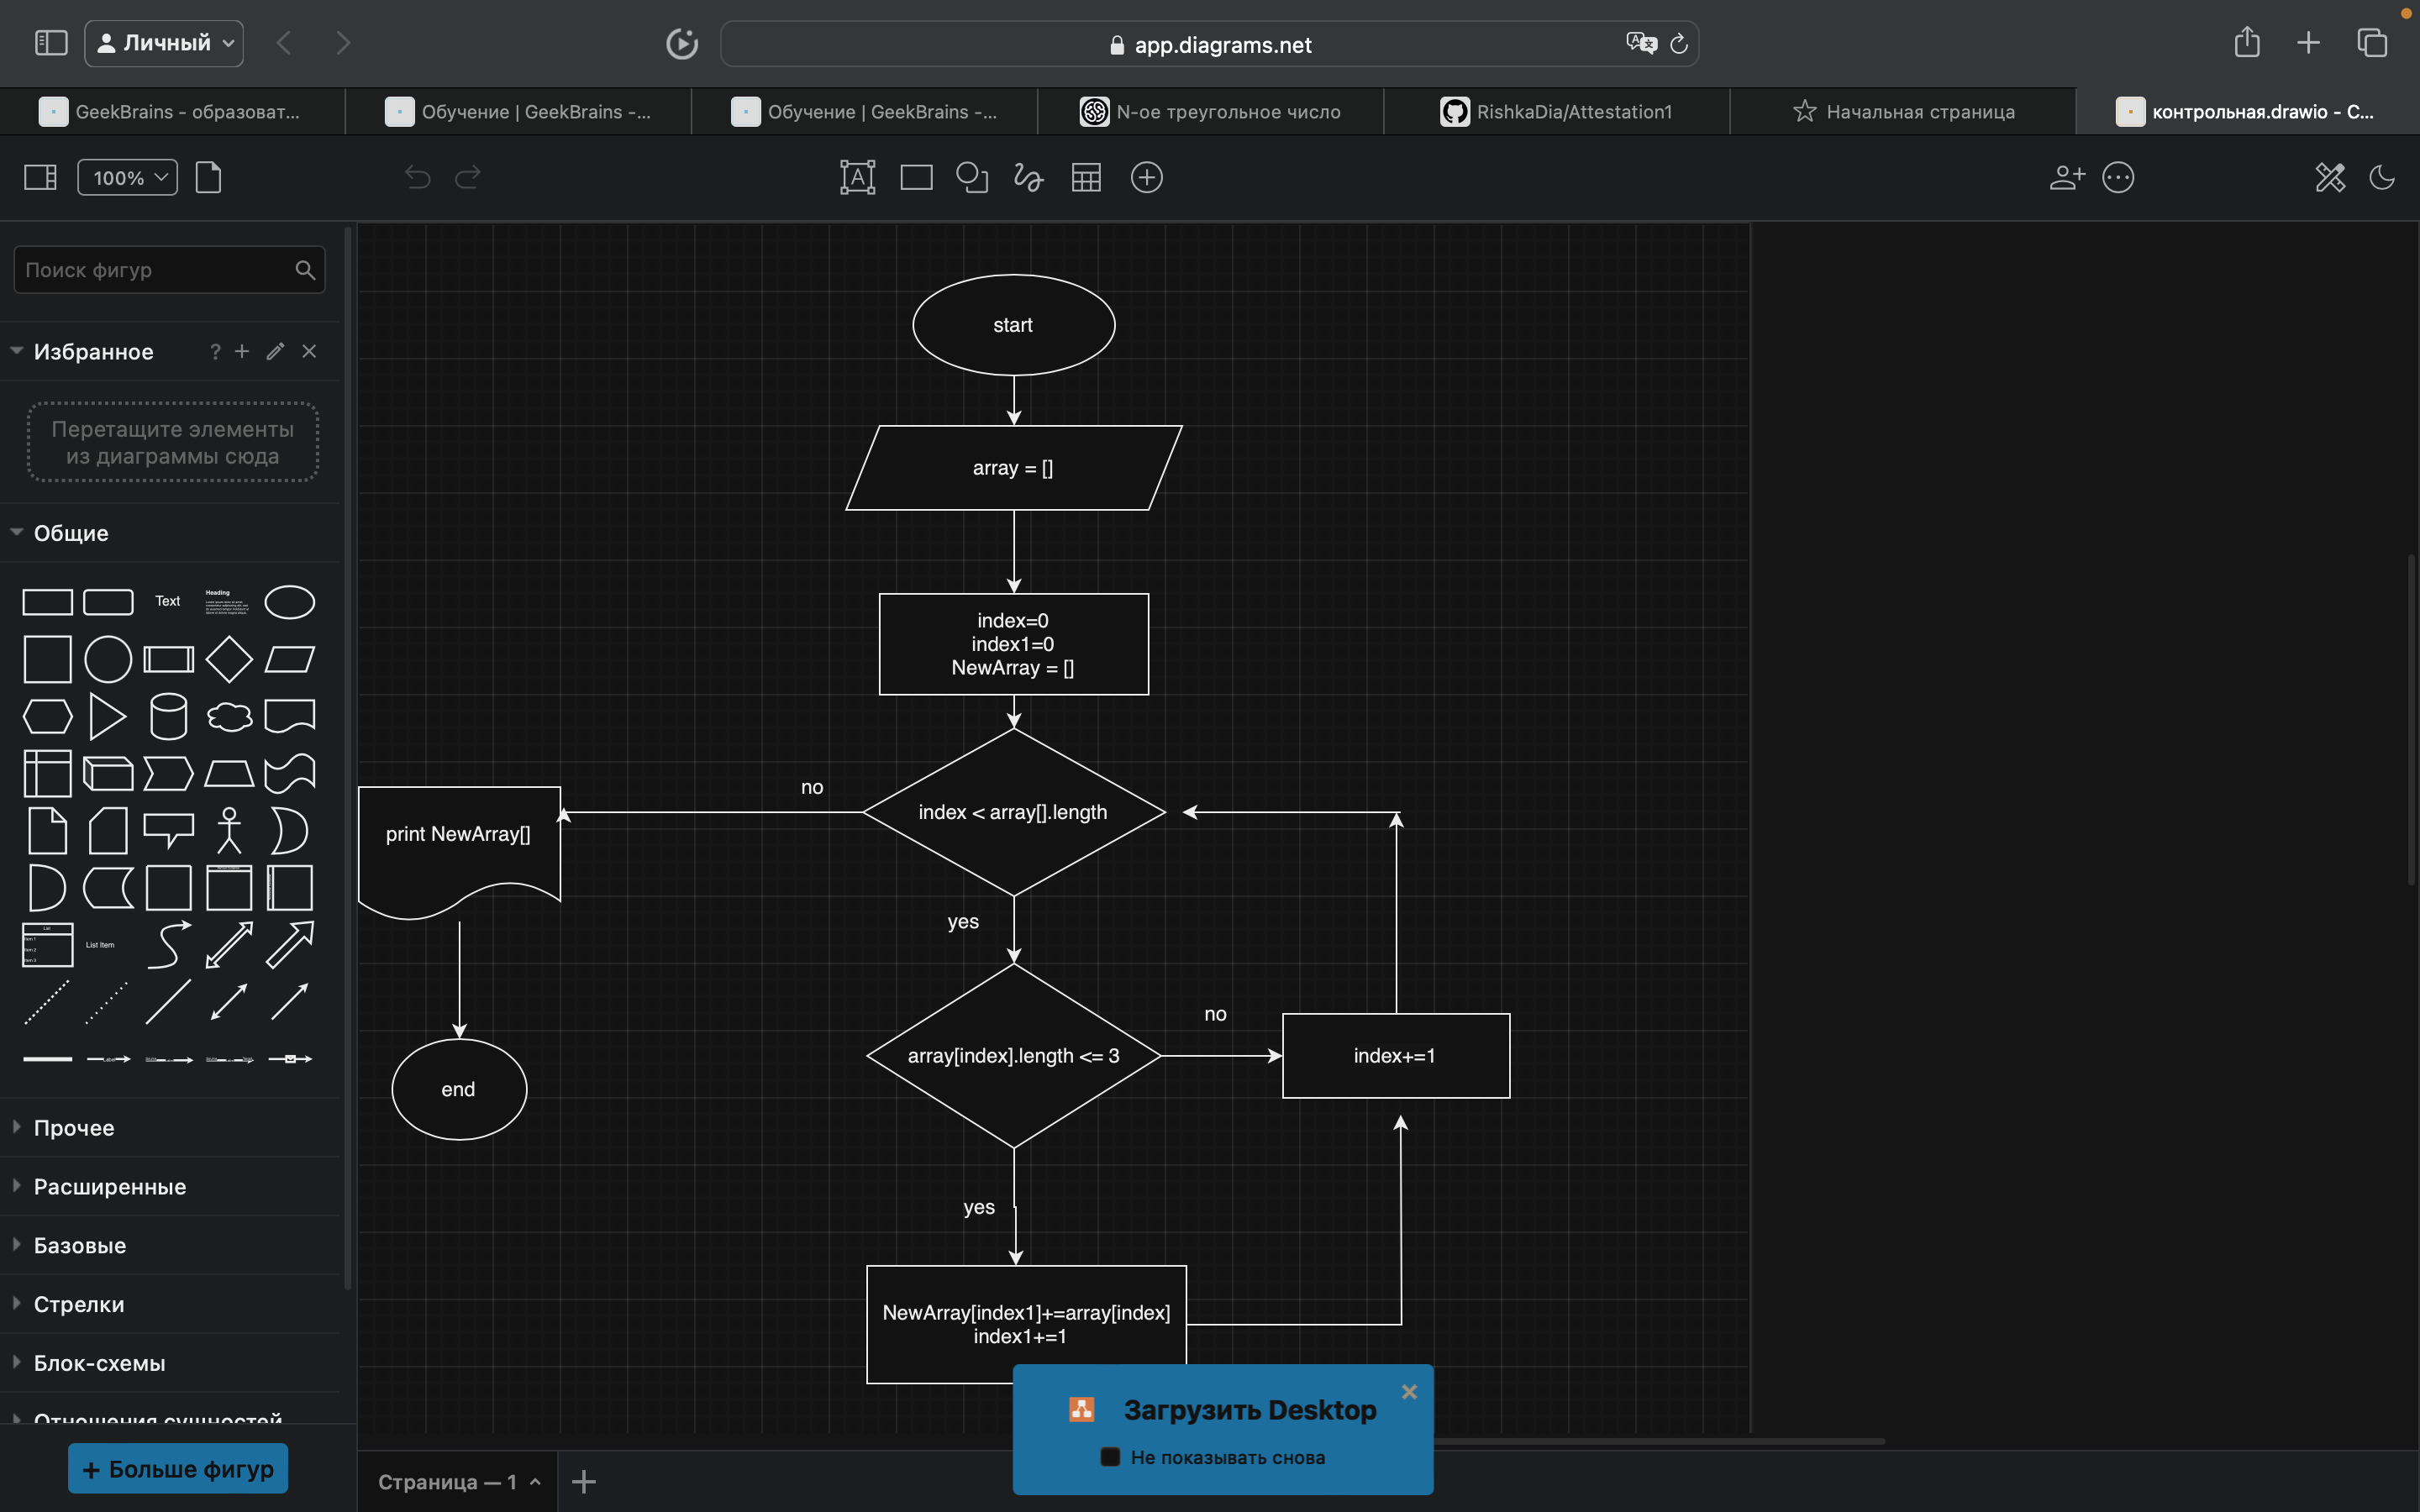 Личный
app.diagrams.net
GeekBrains - образоват...
Обучение | GeekBrains -...
Обучение | GeekBrains -...
N-ое треугольное число
RishkaDia/Attestation1
Начальная страница
контрольная.drawio - С...
100%
Поиск фигур
Избранное
?
Перетащите элементы
из диаграммы сюда
Общие
Text
Heading
List
List Item
Прочее
Расширенные
Базовые
Стрелки
Блок-схемы
Отношения сущностей
+ Больше фигур
start
array = []
index=0
index1=0
NewArray = []
index < array[].length
no
print NewArray[]
end
yes
array[index].length <= 3
no
index+=1
yes
NewArray[index1]+=array[index]
index1+=1
Загрузить Desktop
Не показывать снова
Страница — 1